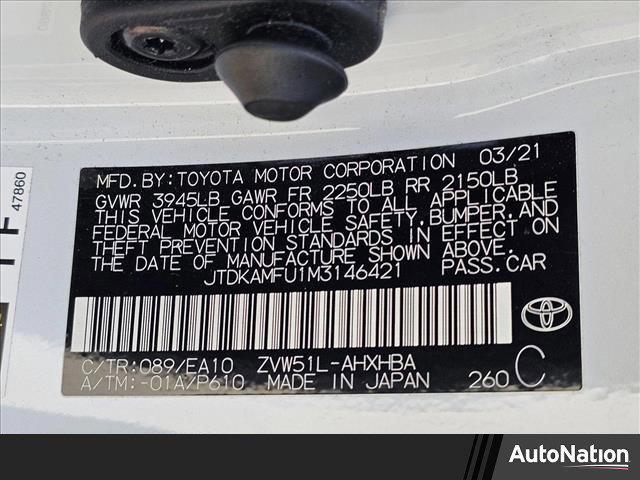 MFD.BY:TOYOTA MOTOR CORPORATION 03/21
GVWR 3945LB GAWR FR 2250LB RR 2150LB
THIS VEHICLE CONFORMS TO ALL APPLICABLE
FEDERAL MOTOR VEHICLE SAFETY,BUMPER,AND
THEFT PREVENTION STANDARDS IN EFFECT ON
THE DATE OF MANUFACTURE SHOWN ABOVE.
JTDKAMFU1M3146421 PASS.CAR
C/TR:089/EA10 ZVW51L-AHXHBA
A/TM:-01A/P610 MADE IN JAPAN 260 C
47860
AutoNation